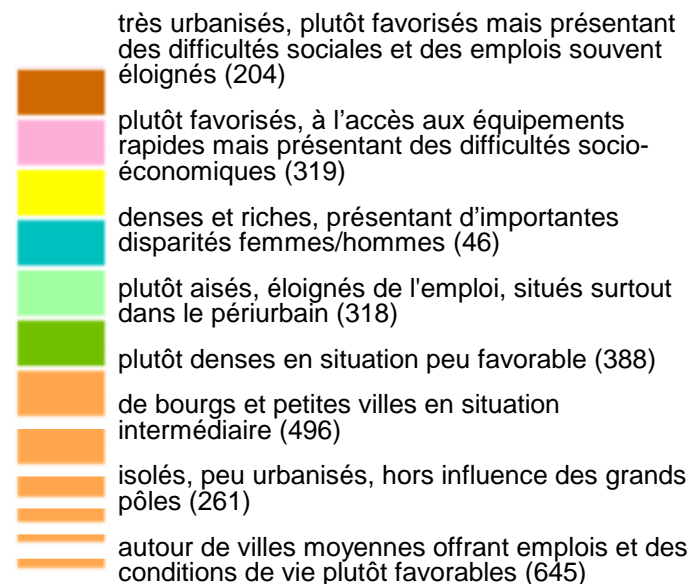 très urbanisés, plutôt favorisés mais présentant
des difficultés sociales et des emplois souvent
éloignés (204)
plutôt favorisés, à l’accès aux équipements
rapides mais présentant des difficultés socio-
économiques (319)
denses et riches, présentant d’importantes
disparités femmes/hommes (46)
plutôt aisés, éloignés de l'emploi, situés surtout
dans le périurbain (318)
plutôt denses en situation peu favorable (388)
de bourgs et petites villes en situation
intermédiaire (496)
isolés, peu urbanisés, hors influence des grands
pôles (261)
autour de villes moyennes offrant emplois et des
conditions de vie plutôt favorables (645)